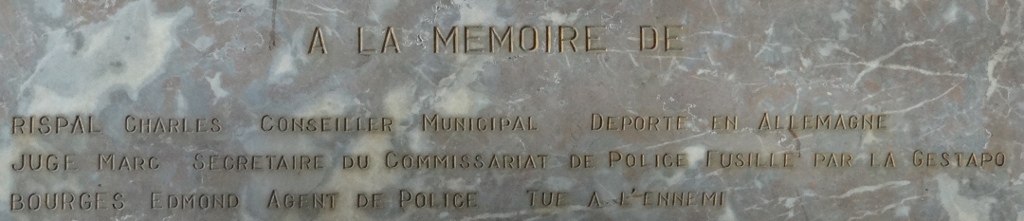 A LA MEMOIRE DE
RISPAL CHARLES CONSEILLER MUNICIPAL DEPORTE EN ALLEMAGNE
JUGE MARC SECRETAIRE DU COMMISSARIAT DE POLICE FUSILLE PAR LA GESTAPO
BOURGES EDMOND AGENT DE POLICE TUE A L'ENNEMI